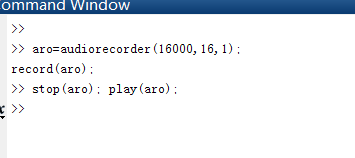 ommand Window
>>
>> aro=audiorecorder(16000,16,1);
record(aro);
>> stop(aro); play(aro);
>>